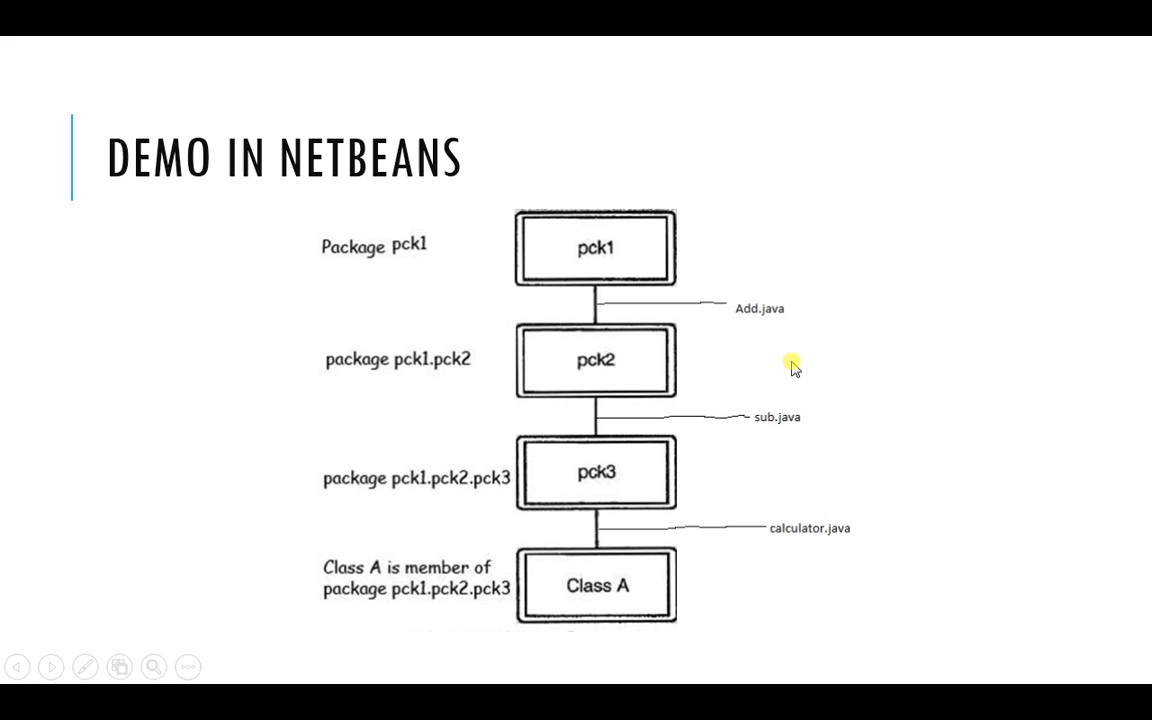 DEMO IN NETBEANS
Package pck1
pck1
Add.java
package pck1.pck2
pck2
sub.java
package pck1.pck2.pck3
pck3
calculator.java
Class A is member of
package pck1.pck2.pck3
Class A